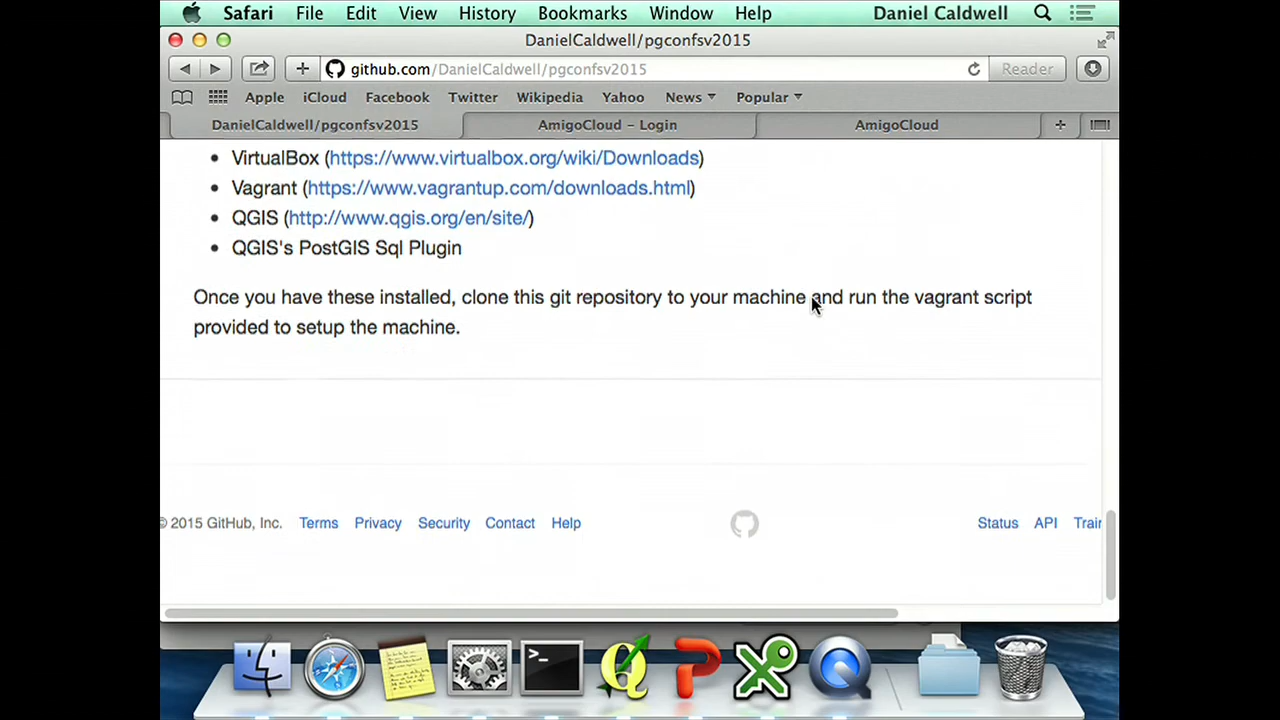 Safari File Edit View History Bookmarks Window Help Daniel Caldwell
DanielCaldwell/pgconfsv2015
github.com/DanielCaldwell/pgconfsv2015 Reader
Apple iCloud Facebook Twitter Wikipedia Yahoo News Popular
DanielCaldwell/pgconfsv2015 AmigoCloud - Login AmigoCloud
• VirtualBox (https://www.virtualbox.org/wiki/Downloads)
• Vagrant (https://www.vagrantup.com/downloads.html)
• QGIS (http://www.qgis.org/en/site/)
• QGIS's PostGIS Sql Plugin
Once you have these installed, clone this git repository to your machine and run the vagrant script
provided to setup the machine.
© 2015 GitHub, Inc. Terms Privacy Security Contact Help Status API Trair